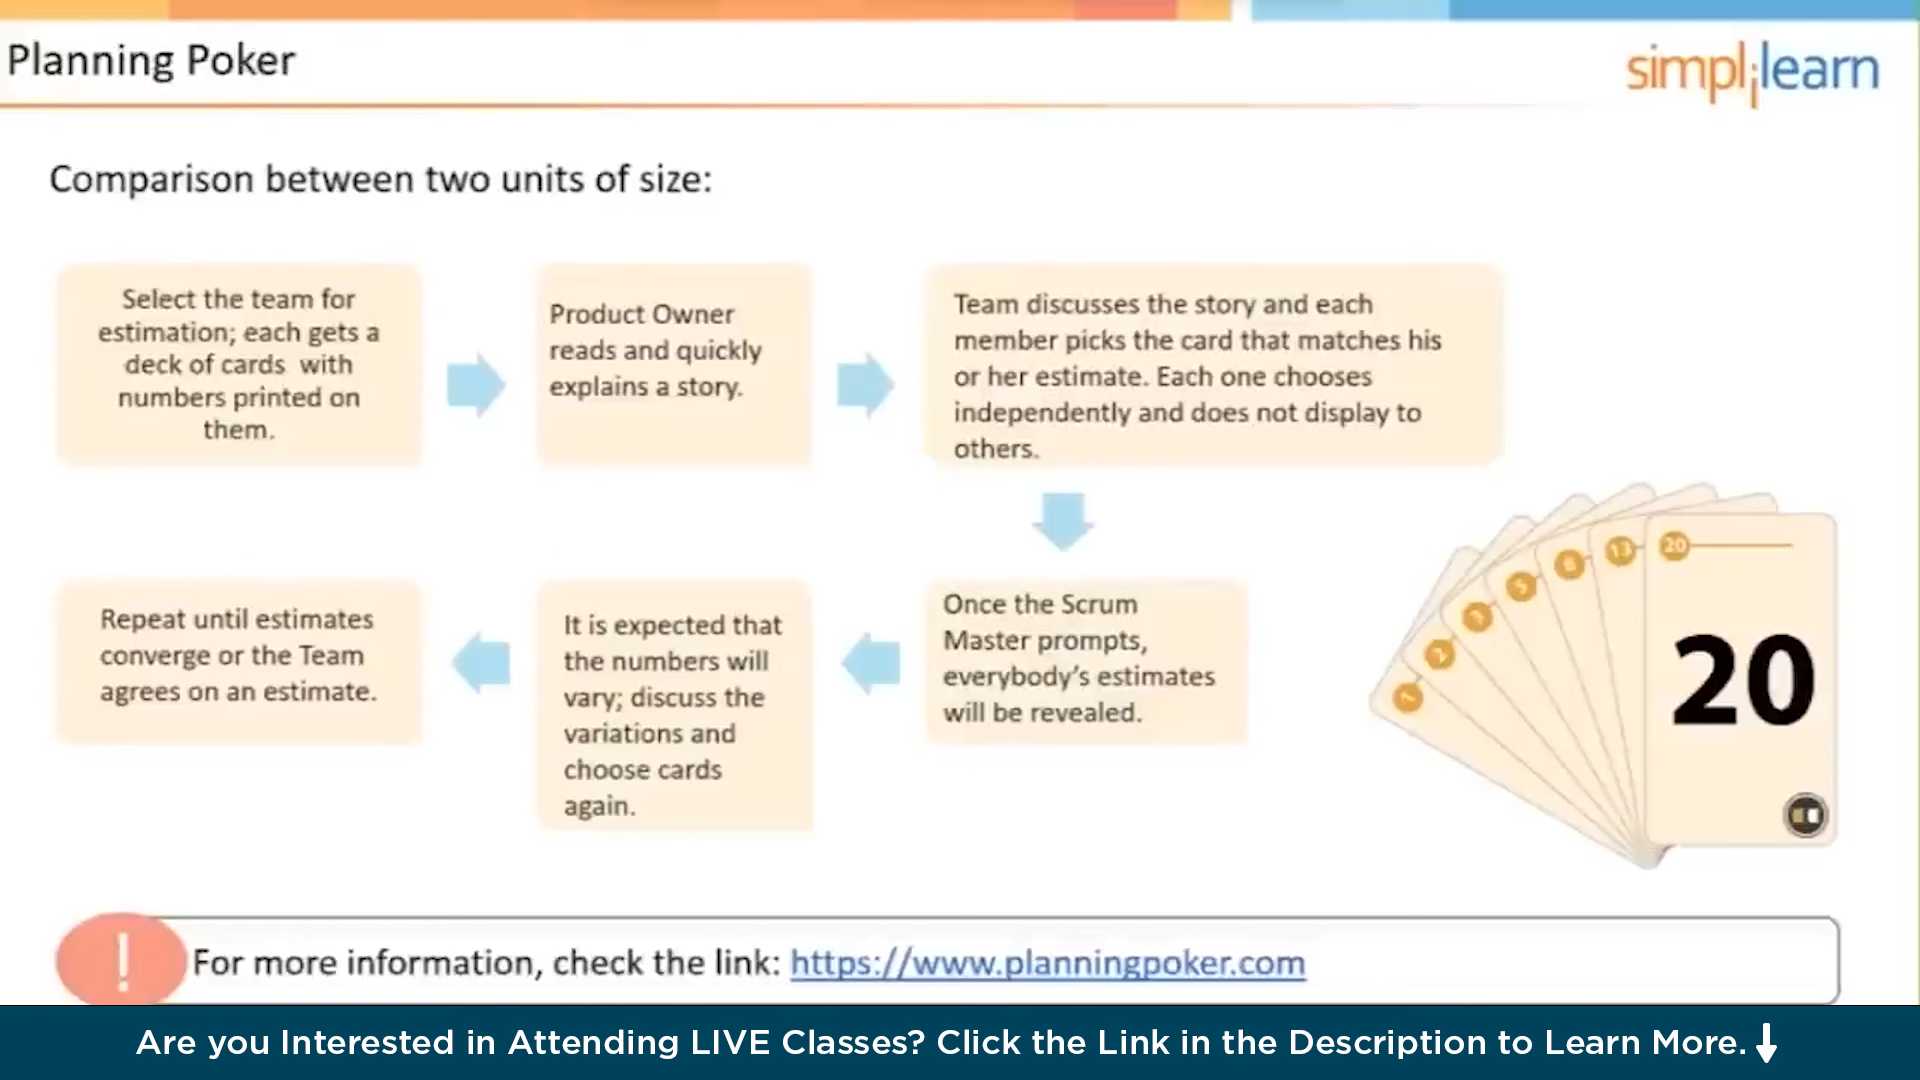 Planning Poker
simplilearn
Comparison between two units of size:
Select the team for
estimation; each gets a
deck of cards with
numbers printed on
them.
Product Owner
reads and quickly
explains a story.
Team discusses the story and each
member picks the card that matches his
or her estimate. Each one chooses
independently and does not display to
others.
Once the Scrum
Master prompts,
everybody's estimates
will be revealed.
It is expected that
the numbers will
vary; discuss the
variations and
choose cards
again.
Repeat until estimates
converge or the Team
agrees on an estimate.
2
3
5
8
13
20
20
For more information, check the link: https://www.planningpoker.com
Are you Interested in Attending LIVE Classes? Click the Link in the Description to Learn More.